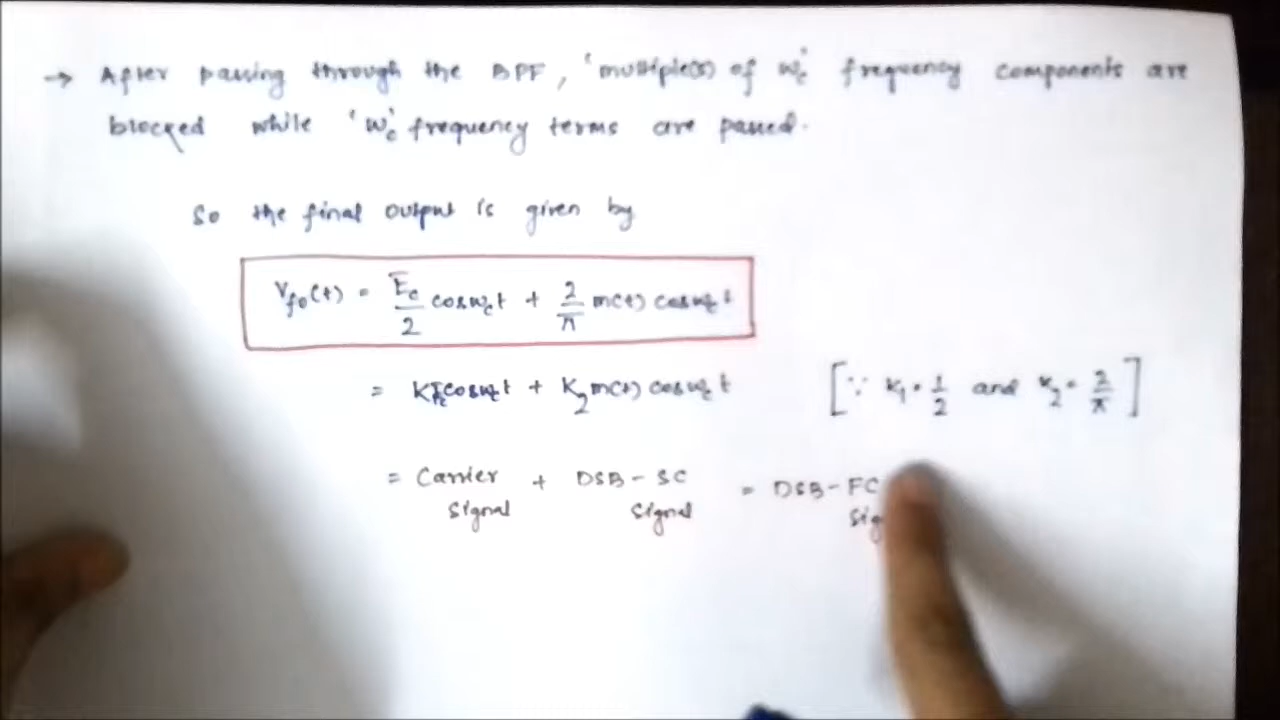 → After passing through the BPF, 'multiple(s) of ωc' frequency components are
blocked while 'ωc' frequency terms are passed.
So the final output is given by
Vfo(t) = Ec/2 cosωct + 2/π m(t) cosωct
= K1Ec cosωct + K2 m(t) cosωct [∵ K1 = 1/2 and K2 = 2/π]
= Carrier + DSB-SC = DSB-FC
Signal Signal Sig